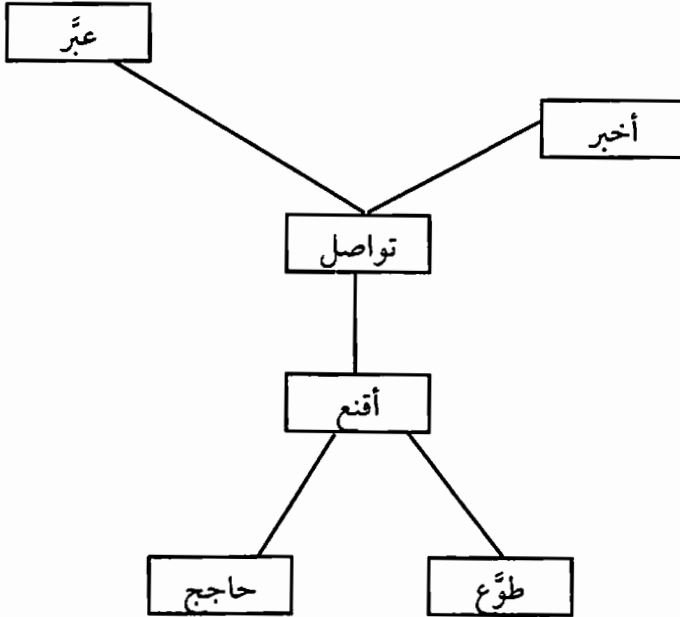 عبَّر
أخبر
تواصل
أقنع
حاجج
طوَّع